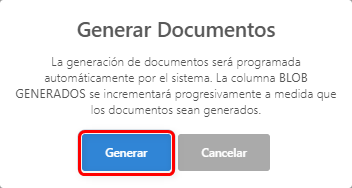 Generar Documentos
La generación de documentos será programada
automáticamente por el sistema. La columna BLOB
GENERADOS se incrementará progresivamente a medida que
los documentos sean generados.
Generar
Cancelar